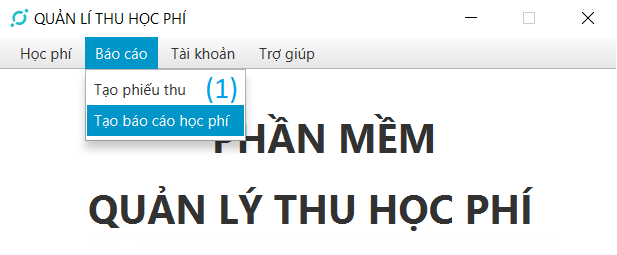 QUẢN LÍ THU HỌC PHÍ
Học phí Báo cáo Tài khoản Trợ giúp
Tạo phiếu thu (1)
Tạo báo cáo học phí
PHẦN MỀM
QUẢN LÝ THU HỌC PHÍ